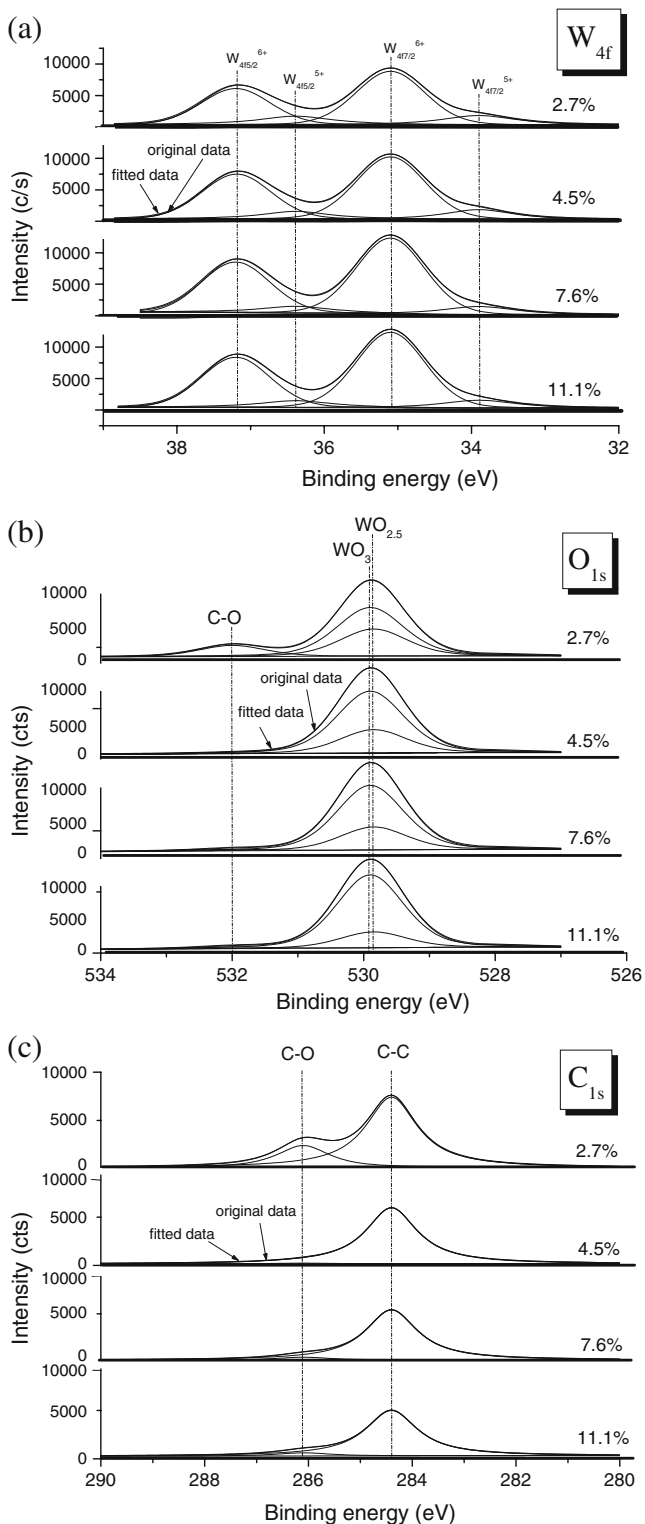 (a)
W4f
W4f5/2 6+
W4f5/2 5+
W4f7/2 6+
W4f7/2 5+
10000
5000
0
2.7%
original data
fitted data
10000
5000
0
4.5%
10000
5000
0
7.6%
10000
5000
0
11.1%
Intensity (c/s)
38 36 34 32
Binding energy (eV)
(b)
O1s
WO2.5
WO3
C-O
10000
5000
0
2.7%
original data
fitted data
10000
5000
0
4.5%
10000
5000
0
7.6%
10000
5000
0
11.1%
Intensity (cts)
534 532 530 528 526
Binding energy (eV)
(c)
C1s
C-O C-C
10000
5000
0
2.7%
original data
fitted data
10000
5000
0
4.5%
10000
5000
0
7.6%
10000
5000
0
11.1%
Intensity (cts)
290 288 286 284 282 280
Binding energy (eV)